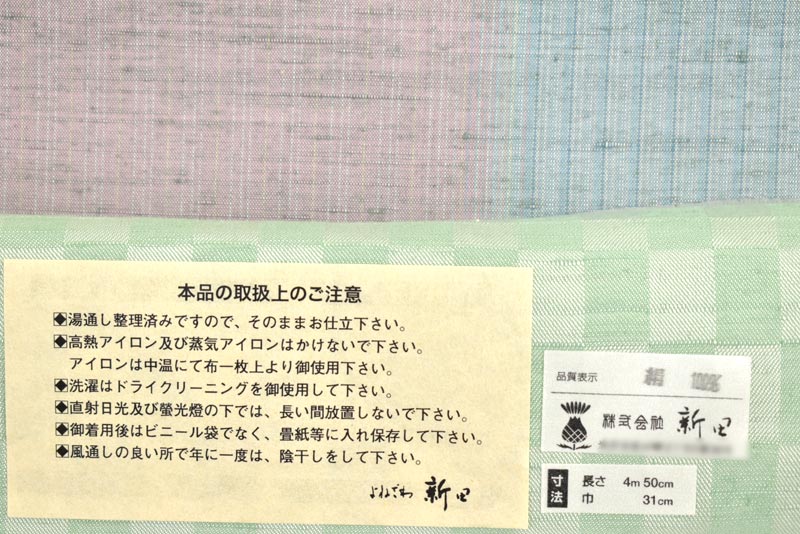 本品の取扱上のご注意
◆湯通し整理済みですので、そのままお仕立下さい。
◆高熱アイロン及び蒸気アイロンはかけないで下さい。
アイロンは中温にて布一枚上より御使用下さい。
◆洗濯はドライクリーニングを御使用して下さい。
◆直射日光及び螢光燈の下では、長い間放置しないで下さい。
◆御着用後はビニール袋でなく、畳紙等に入れ保存して下さい。
◆風通しの良い所で年に一度は、陰干しをして下さい。
よねざわ 新田
品質表示 絹 100%
株式会社 新田
寸法
長さ 4m 50cm
巾 31cm